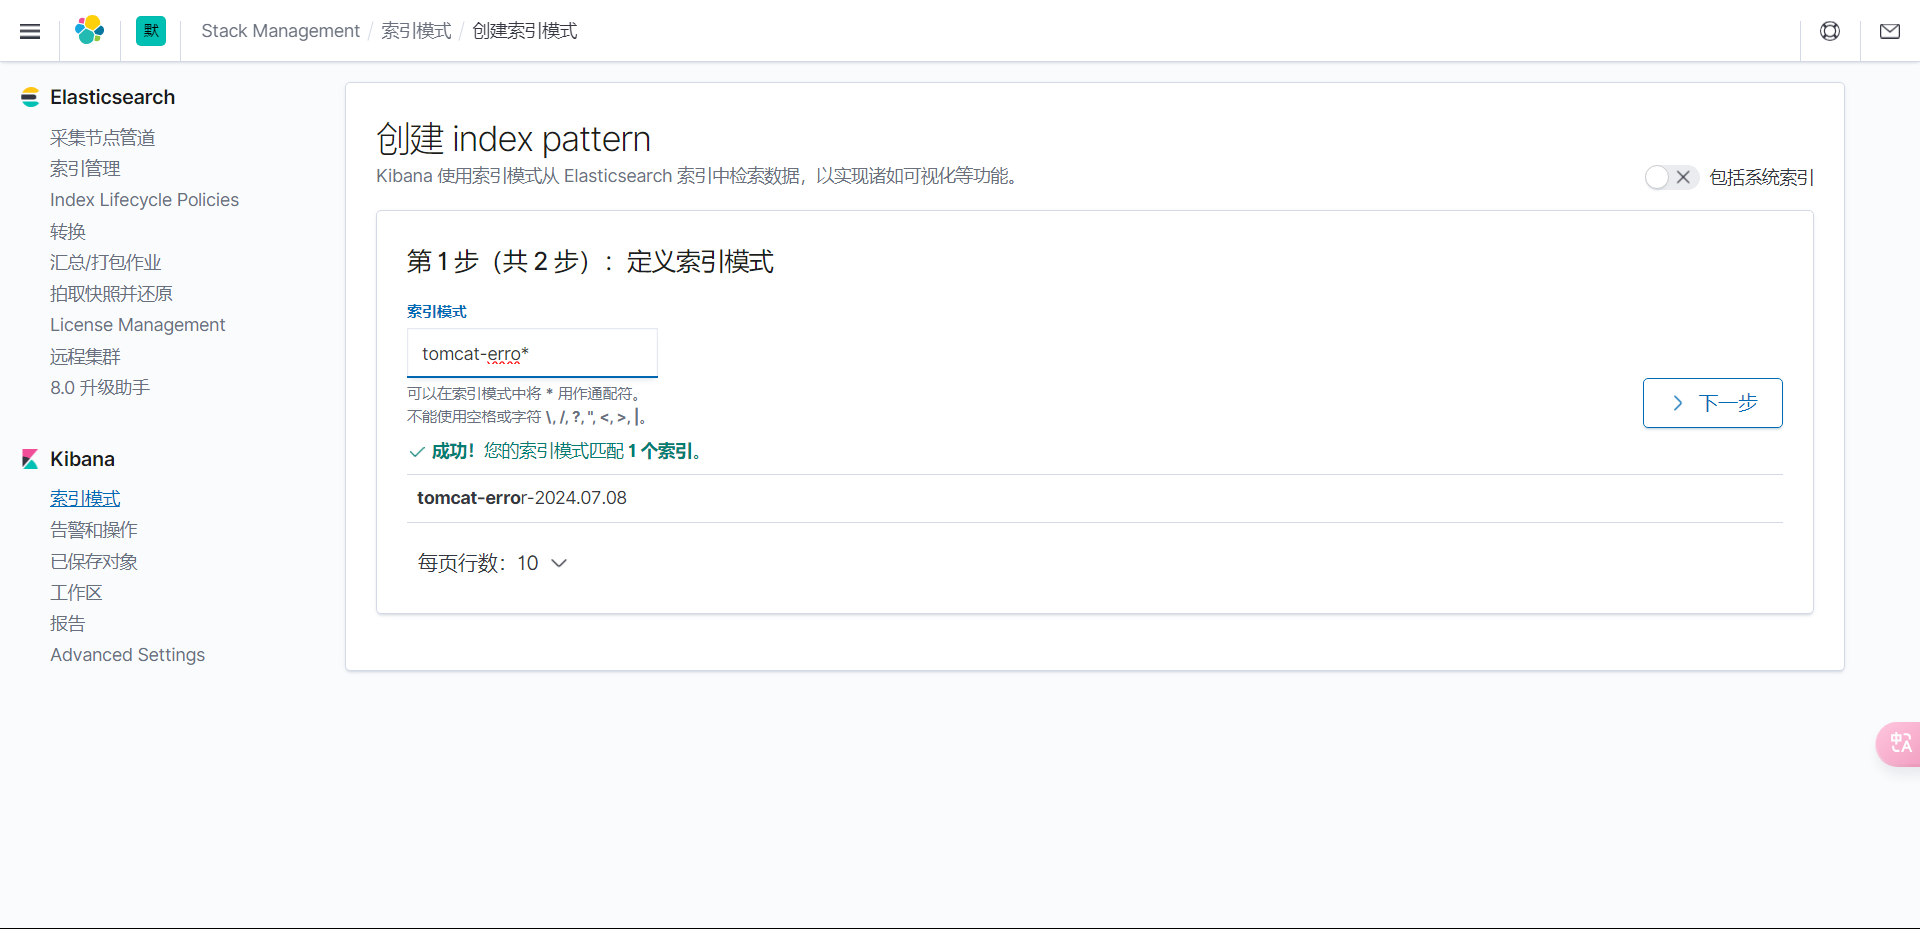 默 Stack Management / 索引模式 / 创建索引模式
Elasticsearch
采集节点管道
索引管理
Index Lifecycle Policies
转换
汇总/打包作业
拍取快照并还原
License Management
远程集群
8.0 升级助手
Kibana
索引模式
告警和操作
已保存对象
工作区
报告
Advanced Settings
创建 index pattern
Kibana 使用索引模式从 Elasticsearch 索引中检索数据，以实现诸如可视化等功能。
包括系统索引
第 1 步（共 2 步）：定义索引模式
索引模式
tomcat-erro*
可以在索引模式中将 * 用作通配符。
不能使用空格或字符 \, /, ?, ", <, >, |。
下一步
成功！您的索引模式匹配 1 个索引。
tomcat-error-2024.07.08
每页行数：10
中A